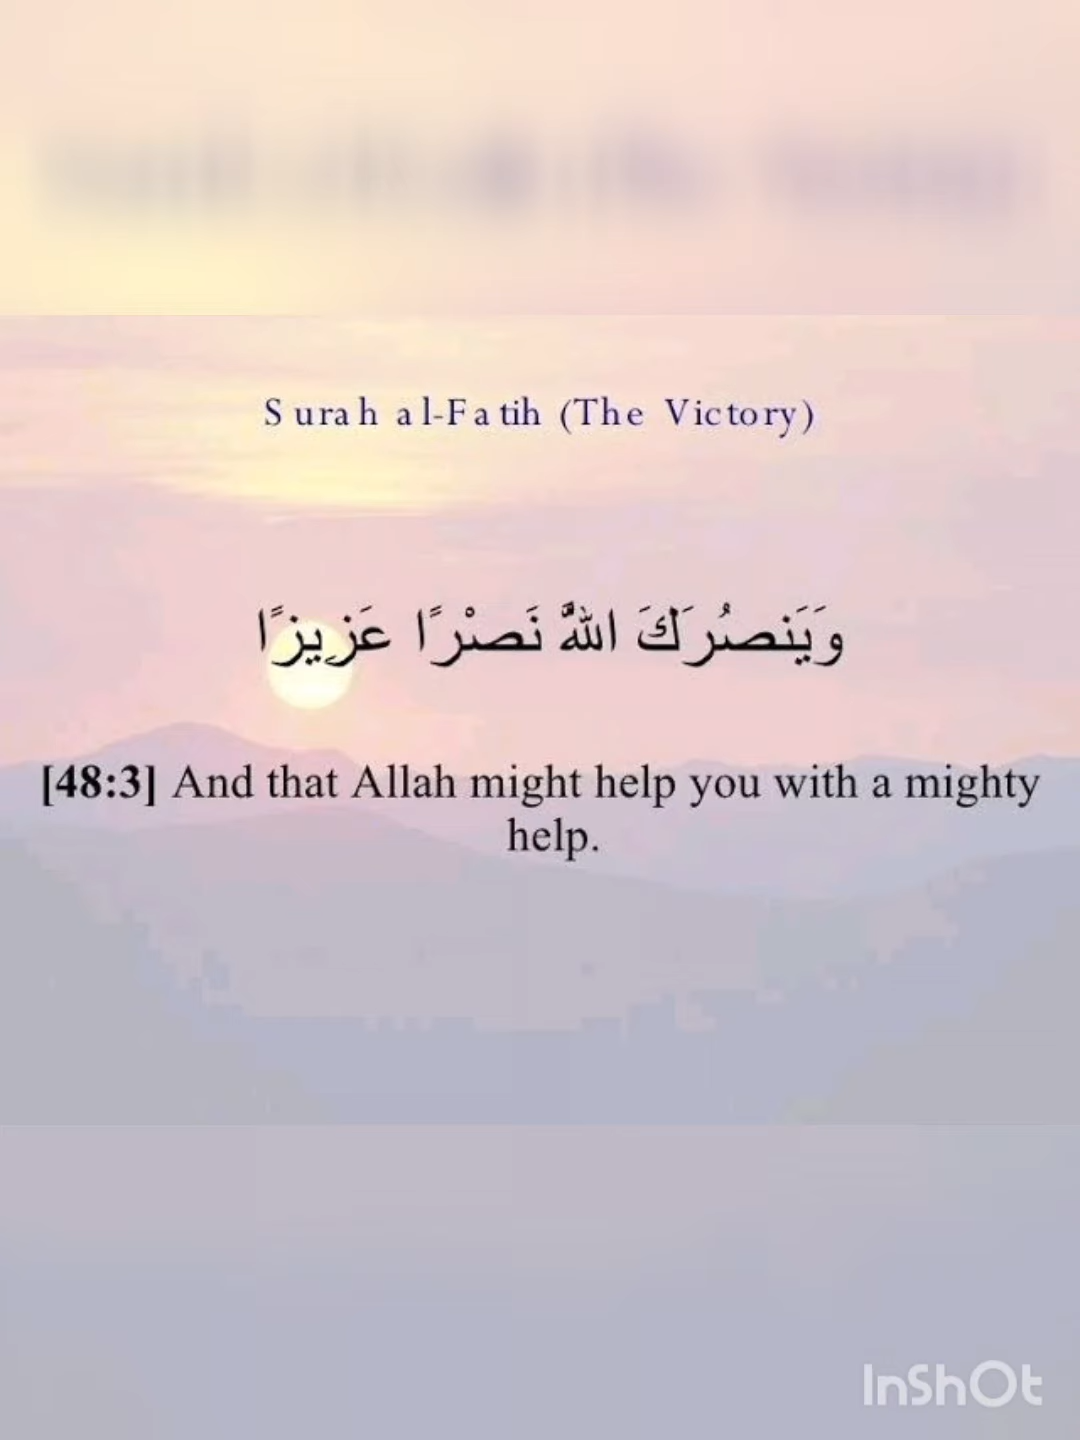 Surah al-Fatih (The Victory)
وَيَنصُرَكَ اللَّهُ نَصْرًا عَزِيزًا
[48:3] And that Allah might help you with a mighty
help.
InShOt